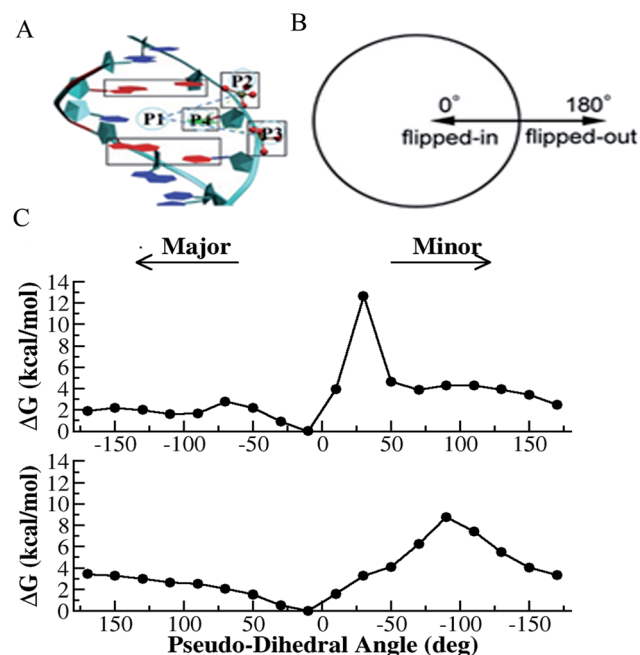 A
B
P2
P1
P4
P3
0°
180°
flipped-in
flipped-out
C
Major
Minor
14
12
10
8
6
4
2
0
ΔG (kcal/mol)
-150 -100 -50 0 50 100 150
14
12
10
8
6
4
2
0
ΔG (kcal/mol)
150 100 50 0 -50 -100 -150
Pseudo-Dihedral Angle (deg)